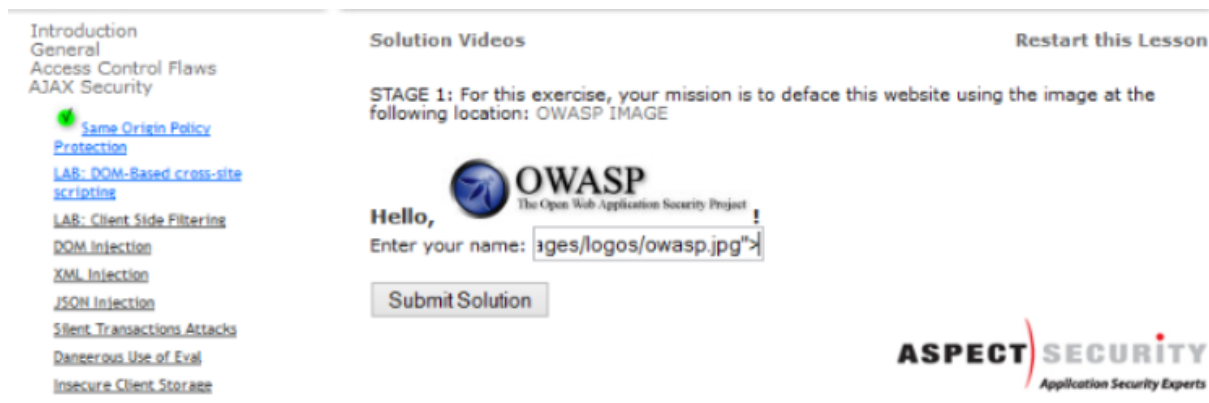 Introduction
General
Access Control Flaws
AJAX Security
Same Origin Policy
Protection
LAB: DOM-Based cross-site
scripting
LAB: Client Side Filtering
DOM Injection
XML Injection
JSON Injection
Silent Transactions Attacks
Dangerous Use of Eval
Insecure Client Storage
Solution Videos
Restart this Lesson
STAGE 1: For this exercise, your mission is to deface this website using the image at the
following location: OWASP IMAGE
OWASP
The Open Web Application Security Project
Hello, !
Enter your name: ages/logos/owasp.jpg">
Submit Solution
ASPECT SECURITY
Application Security Experts